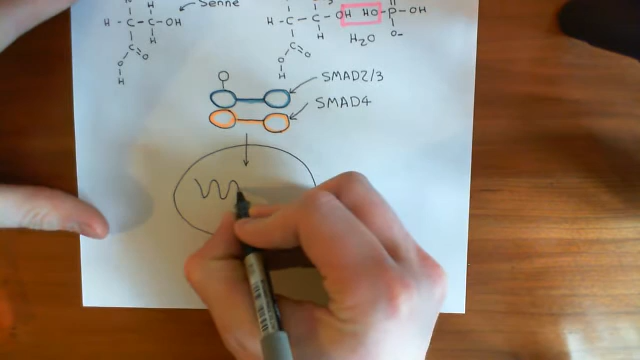 Serine
H-C-C-OH
H
C=O
O
H
H-C-C-OH HO-P-OH
H
O-
H2O
C=O
O
H
SMAD2/3
SMAD4